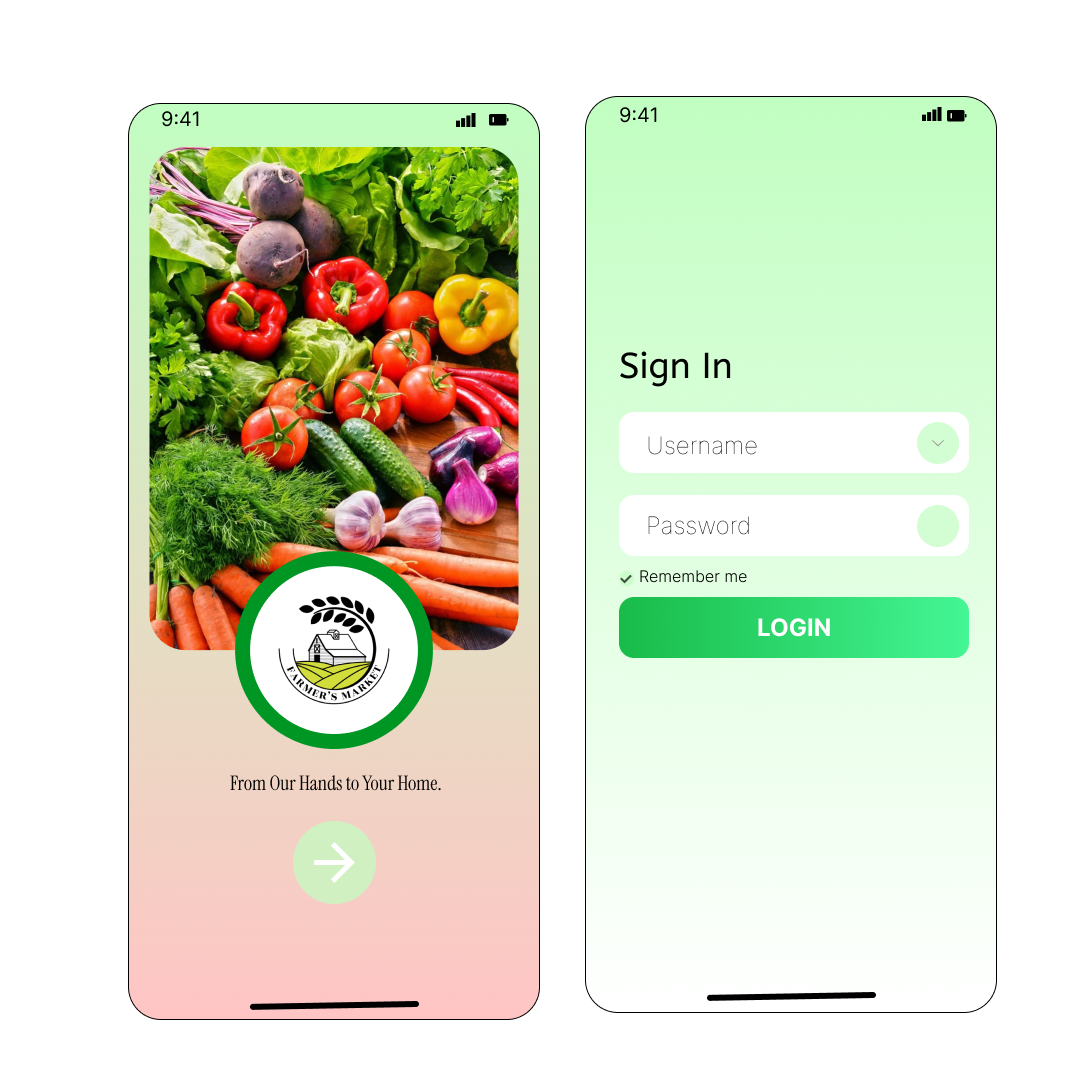 9:41
FARMER'S MARKET
From Our Hands to Your Home.
9:41
Sign In
Username
Password
Remember me
LOGIN